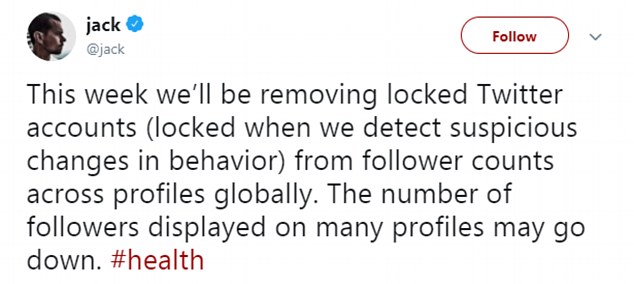 jack
@jack
Follow
This week we’ll be removing locked Twitter
accounts (locked when we detect suspicious
changes in behavior) from follower counts
across profiles globally. The number of
followers displayed on many profiles may go
down. #health